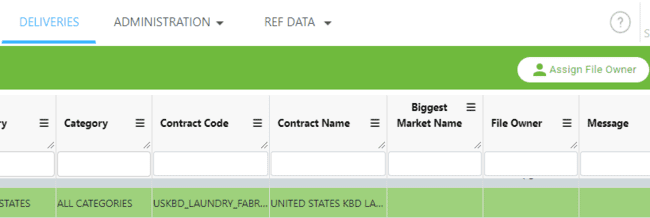 DELIVERIES ADMINISTRATION REF DATA ?
Assign File Owner
ry Category Contract Code Contract Name Biggest Market Name File Owner Message
STATES ALL CATEGORIES USKBD_LAUNDRY_FABR... UNITED STATES KBD LA...